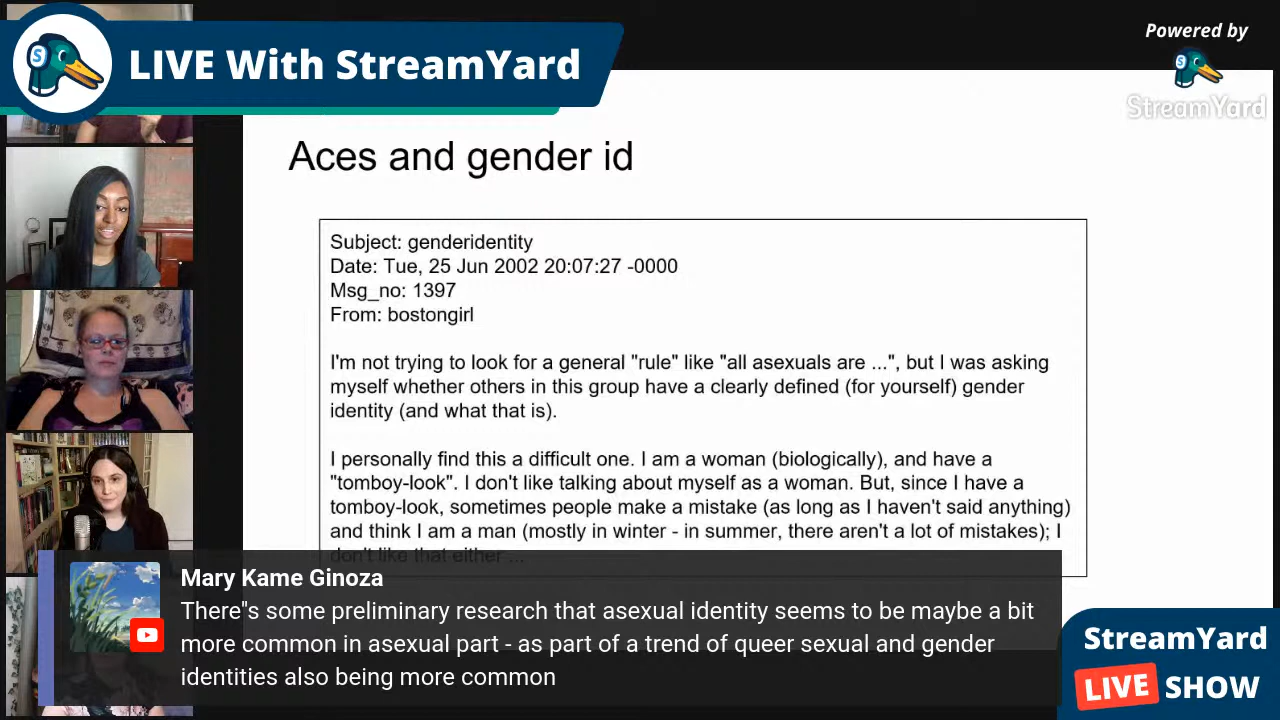 LIVE With StreamYard
Powered by
StreamYard
Aces and gender id
Subject: genderidentity
Date: Tue, 25 Jun 2002 20:07:27 -0000
Msg_no: 1397
From: bostongirl
I'm not trying to look for a general "rule" like "all asexuals are ...", but I was asking
myself whether others in this group have a clearly defined (for yourself) gender
identity (and what that is).
I personally find this a difficult one. I am a woman (biologically), and have a
"tomboy-look". I don't like talking about myself as a woman. But, since I have a
tomboy-look, sometimes people make a mistake (as long as I haven't said anything)
and think I am a man (mostly in winter - in summer, there aren't a lot of mistakes); I
don't like that either ...
Mary Kame Ginoza
There"s some preliminary research that asexual identity seems to be maybe a bit
more common in asexual part - as part of a trend of queer sexual and gender
identities also being more common
StreamYard
LIVE SHOW